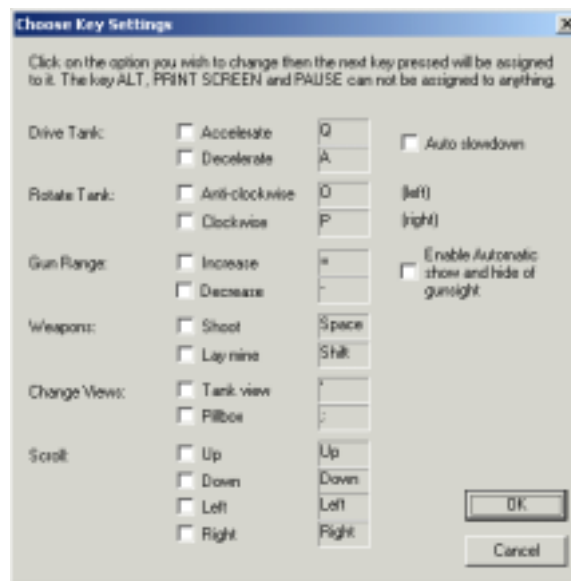 Choose Key Settings
Click on the option you wish to change then the next key pressed will be assigned
to it. The key ALT, PRINT SCREEN and PAUSE can not be assigned to anything.
Drive Tank: Accelerate Q
Auto slowdown
Decelerate A
Rotate Tank: Anti-clockwise O (left)
Clockwise P (right)
Gun Range: Increase =
Enable Automatic
show and hide of
gunsight
Decrease -
Weapons: Shoot Space
Lay mine Shift
Change Views: Tank view '
Pillbox ;
Scroll: Up Up
Down Down
Left Left
Right Right
OK
Cancel